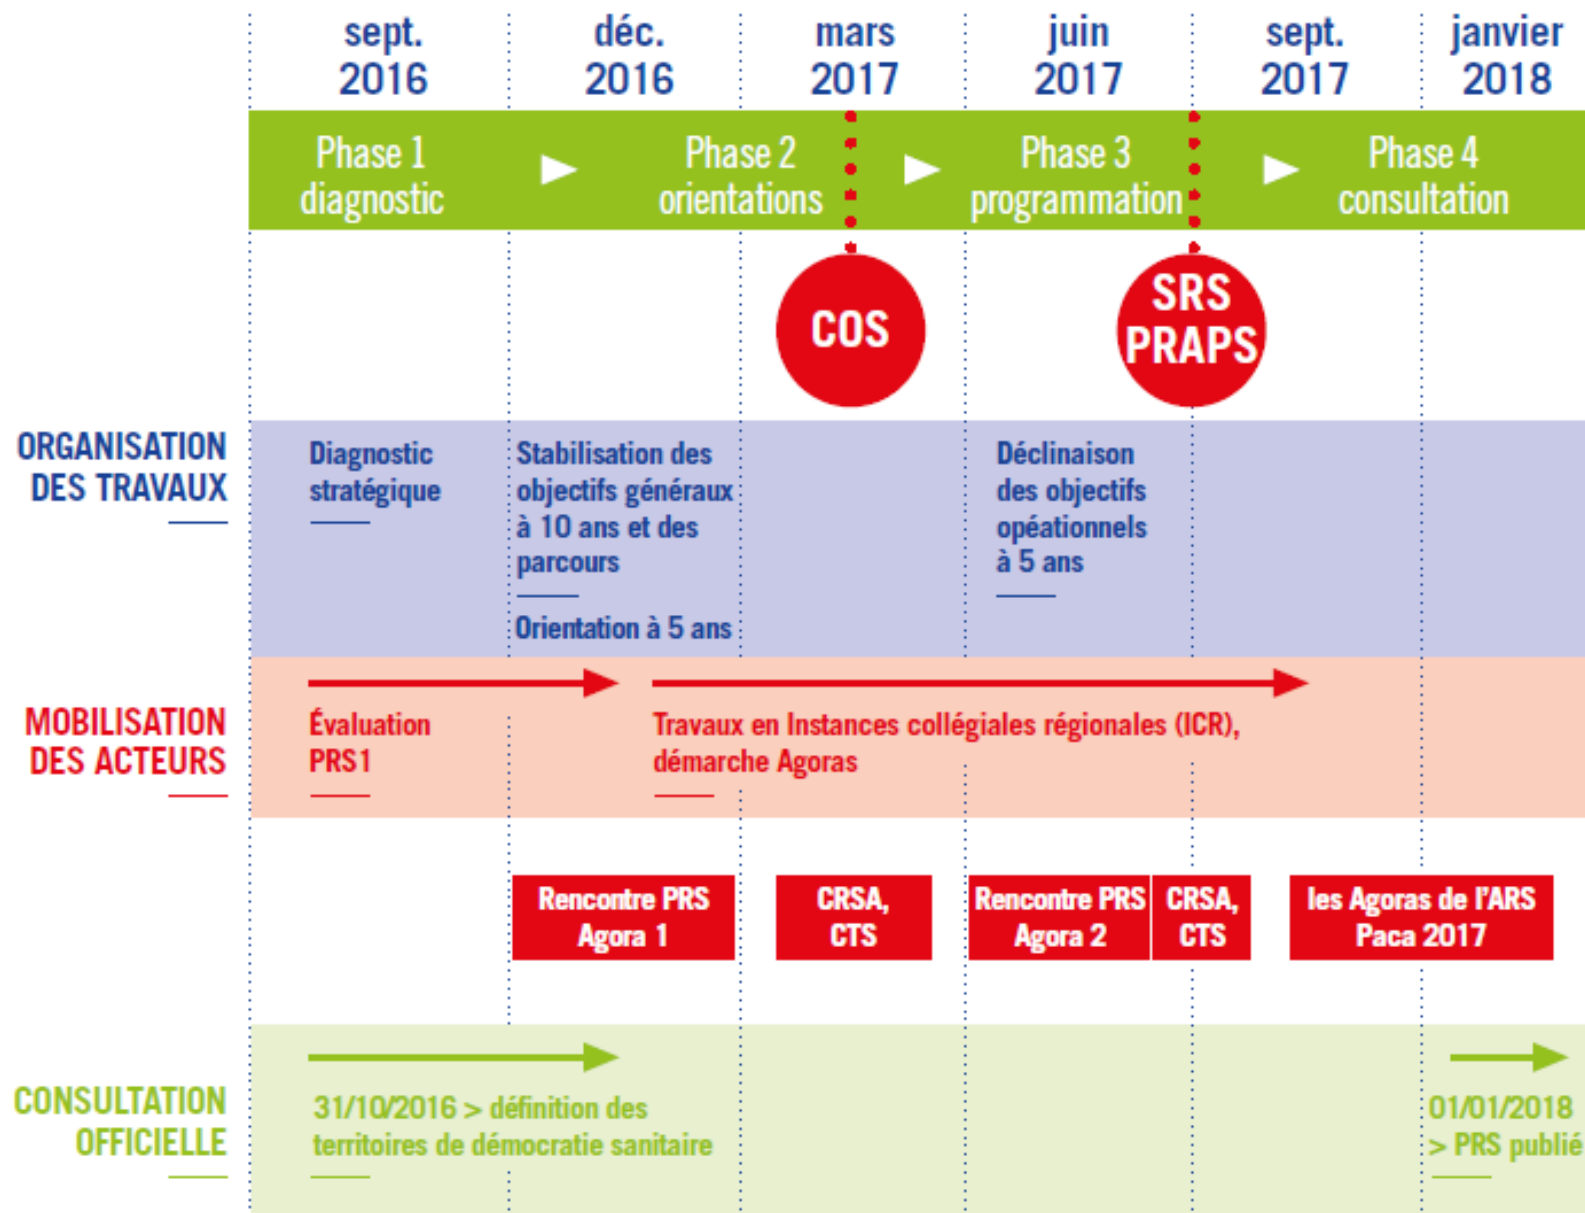 sept.
2016
déc.
2016
mars
2017
juin
2017
sept.
2017
janvier
2018
Phase 1
diagnostic
Phase 2
orientations
Phase 3
programmation
Phase 4
consultation
COS
SRS
PRAPS
ORGANISATION
DES TRAVAUX
Diagnostic
stratégique
Stabilisation des
objectifs généraux
à 10 ans et des
parcours
Orientation à 5 ans
Déclinaison
des objectifs
opéationnels
à 5 ans
MOBILISATION
DES ACTEURS
Évaluation
PRS1
Travaux en Instances collégiales régionales (ICR),
démarche Agoras
Rencontre PRS
Agora 1
CRSA,
CTS
Rencontre PRS
Agora 2
CRSA,
CTS
les Agoras de l'ARS
Paca 2017
CONSULTATION
OFFICIELLE
31/10/2016 > définition des
territoires de démocratie sanitaire
01/01/2018
> PRS publié